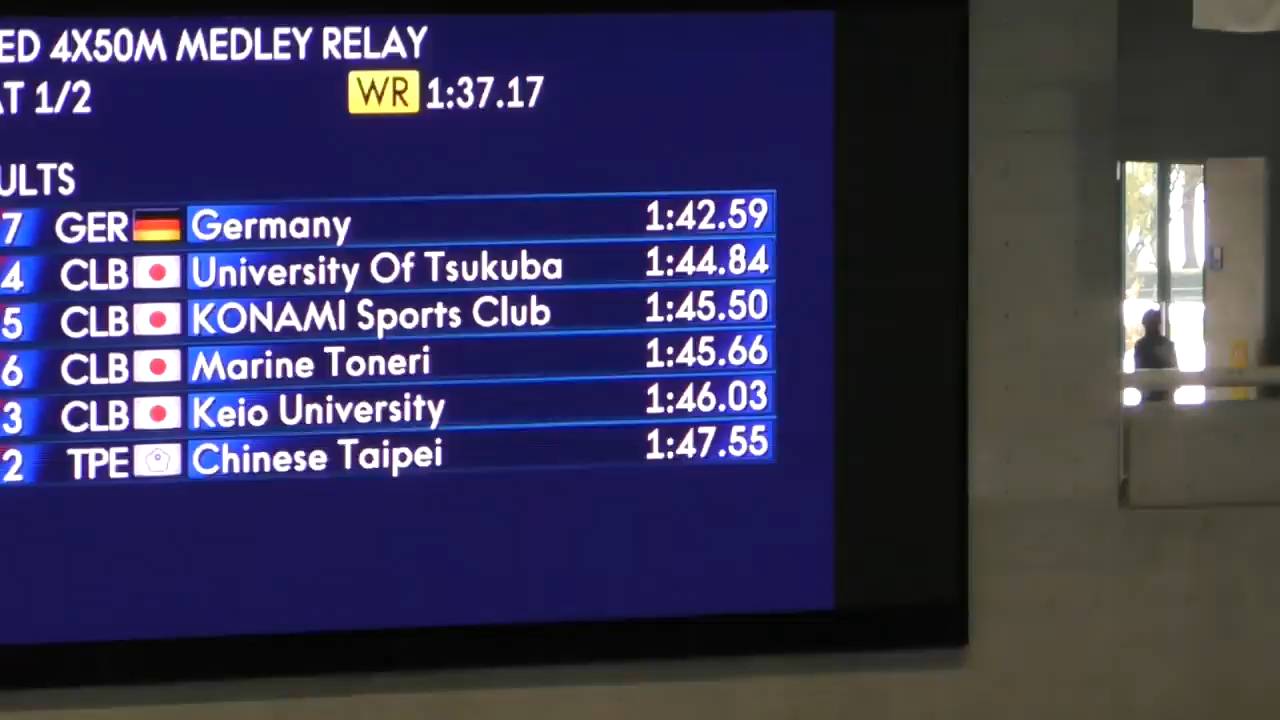 ED 4X50M MEDLEY RELAY
AT 1/2 WR 1:37.17
ULTS
7 GER Germany 1:42.59
4 CLB University Of Tsukuba 1:44.84
5 CLB KONAMI Sports Club 1:45.50
6 CLB Marine Toneri 1:45.66
3 CLB Keio University 1:46.03
2 TPE Chinese Taipei 1:47.55